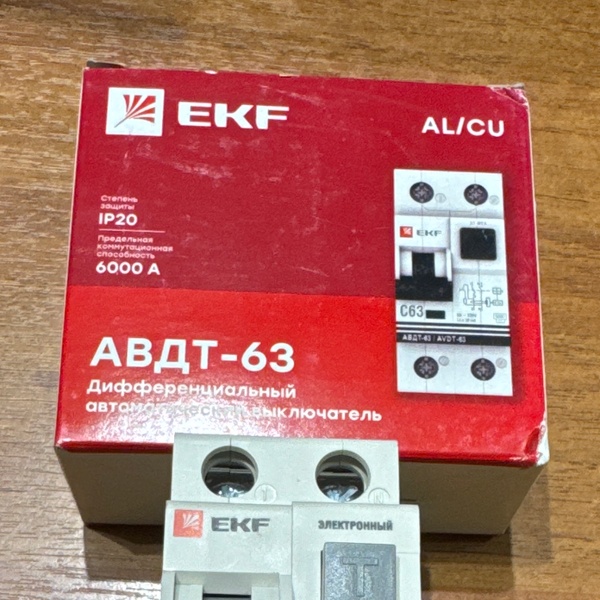 EKF
AL/CU
Степень
защиты
IP20
Предельная
коммутационная
способность
6000 А
EKF
C63
АВДТ-63 | AVDT-63
АВДТ-63
Дифференциальный
автоматический выключатель
EKF
ЭЛЕКТРОННЫЙ